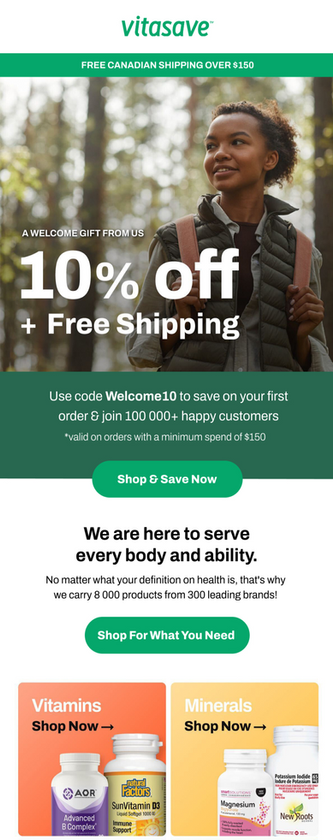 vitasave™
FREE CANADIAN SHIPPING OVER $150
A WELCOME GIFT FROM US
10% off
+ Free Shipping
Use code Welcome10 to save on your first
order & join 100 000+ happy customers
*valid on orders with a minimum spend of $150
Shop & Save Now
We are here to serve
every body and ability.
No matter what your definition on health is, that's why
we carry 8 000 products from 300 leading brands!
Shop For What You Need
Vitamins
Shop Now →
AOR
Advanced
B Complex
natural
Factors
SunVitamin D3
Immune
Support
Minerals
Shop Now →
Magnesium
Potassium Iodide
New Roots